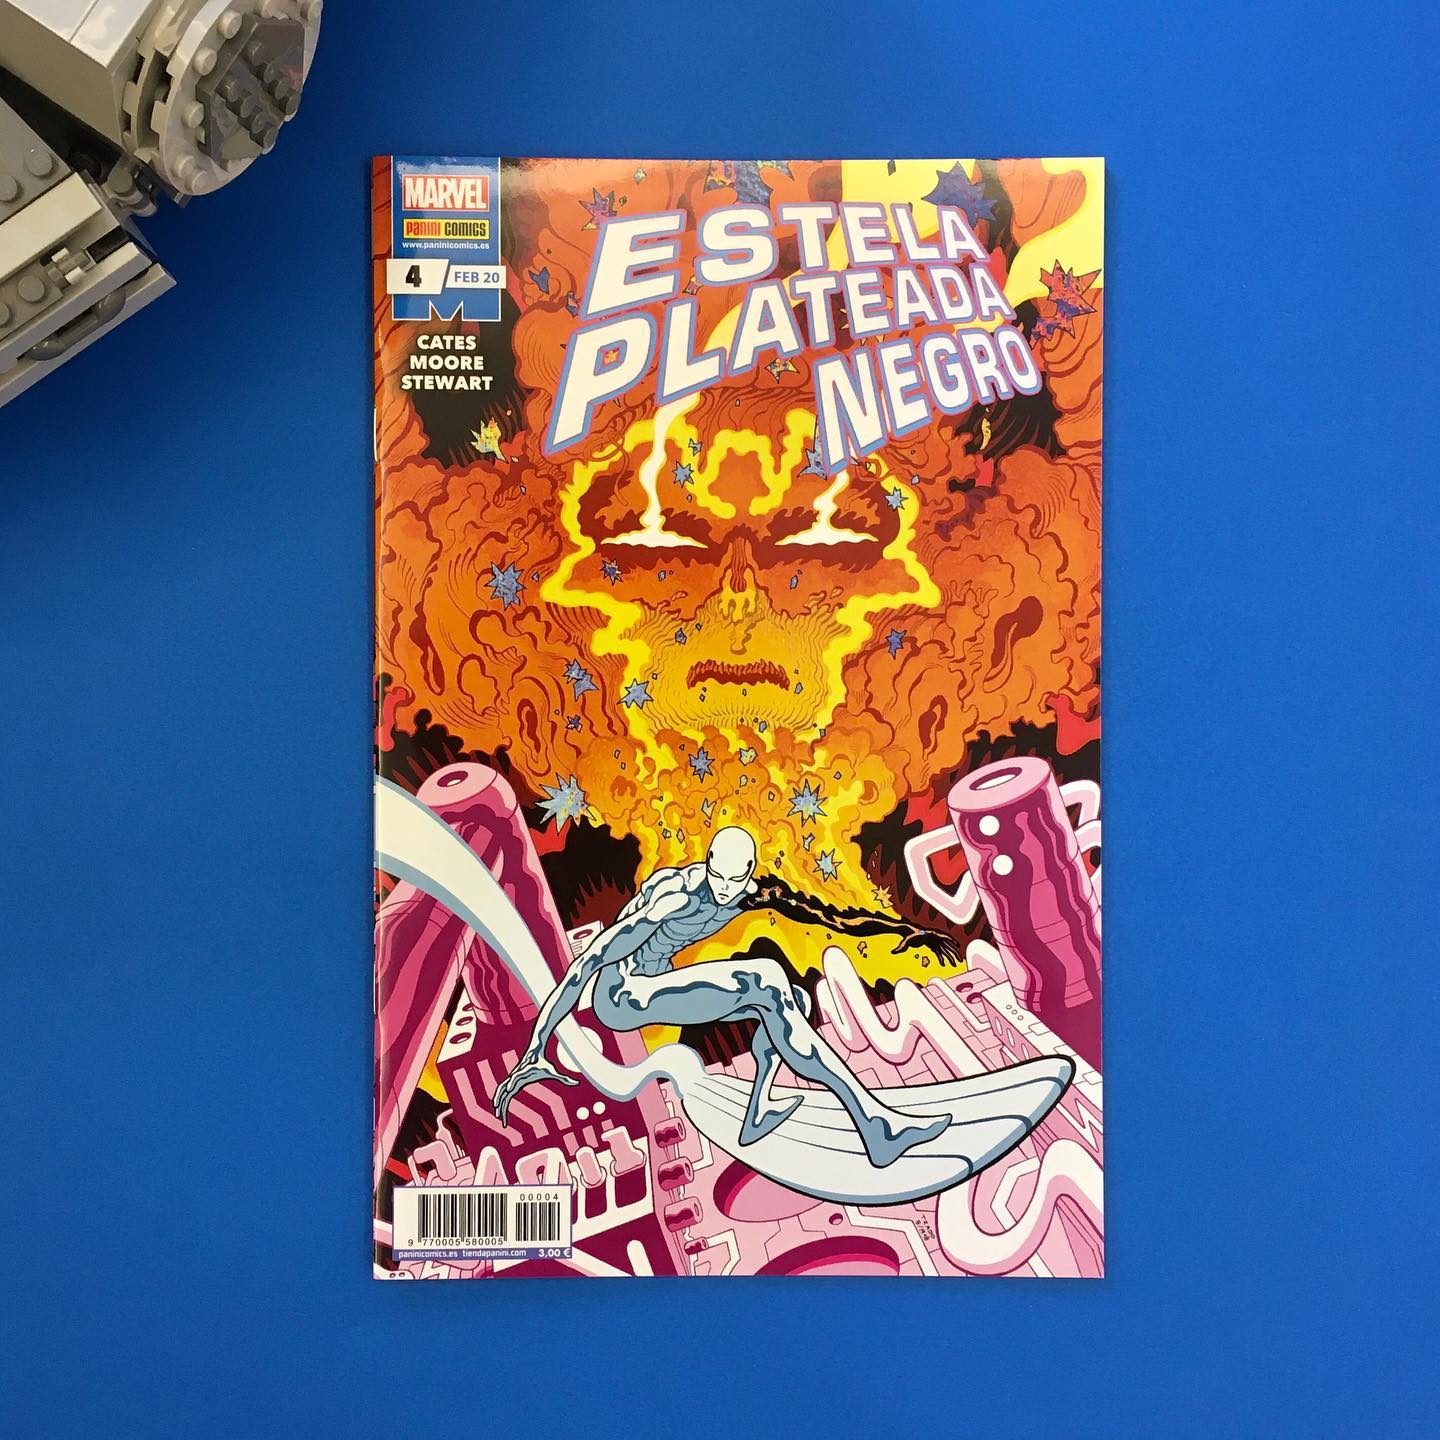 MARVEL
PANINI COMICS
www.paninicomics.es
4 FEB 20
CATES
MOORE
STEWART
ESTELA
PLATEADA
NEGRO
00004
9 770005 580005
paninicomics.es tiendapanini.com 3,00 €